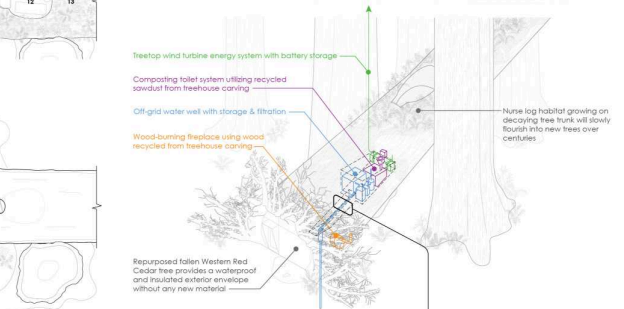 12 13
Treetop wind turbine energy system with battery storage
Composting toilet system utilizing recycled
sawdust from treehouse carving
Off-grid water well with storage & filtration
Wood-burning fireplace using wood
recycled from treehouse carving
Nurse log habitat growing on
decaying tree trunk will slowly
flourish into new trees over
centuries
Repurposed fallen Western Red
Cedar tree provides a waterproof
and insulated exterior envelope
without any new material